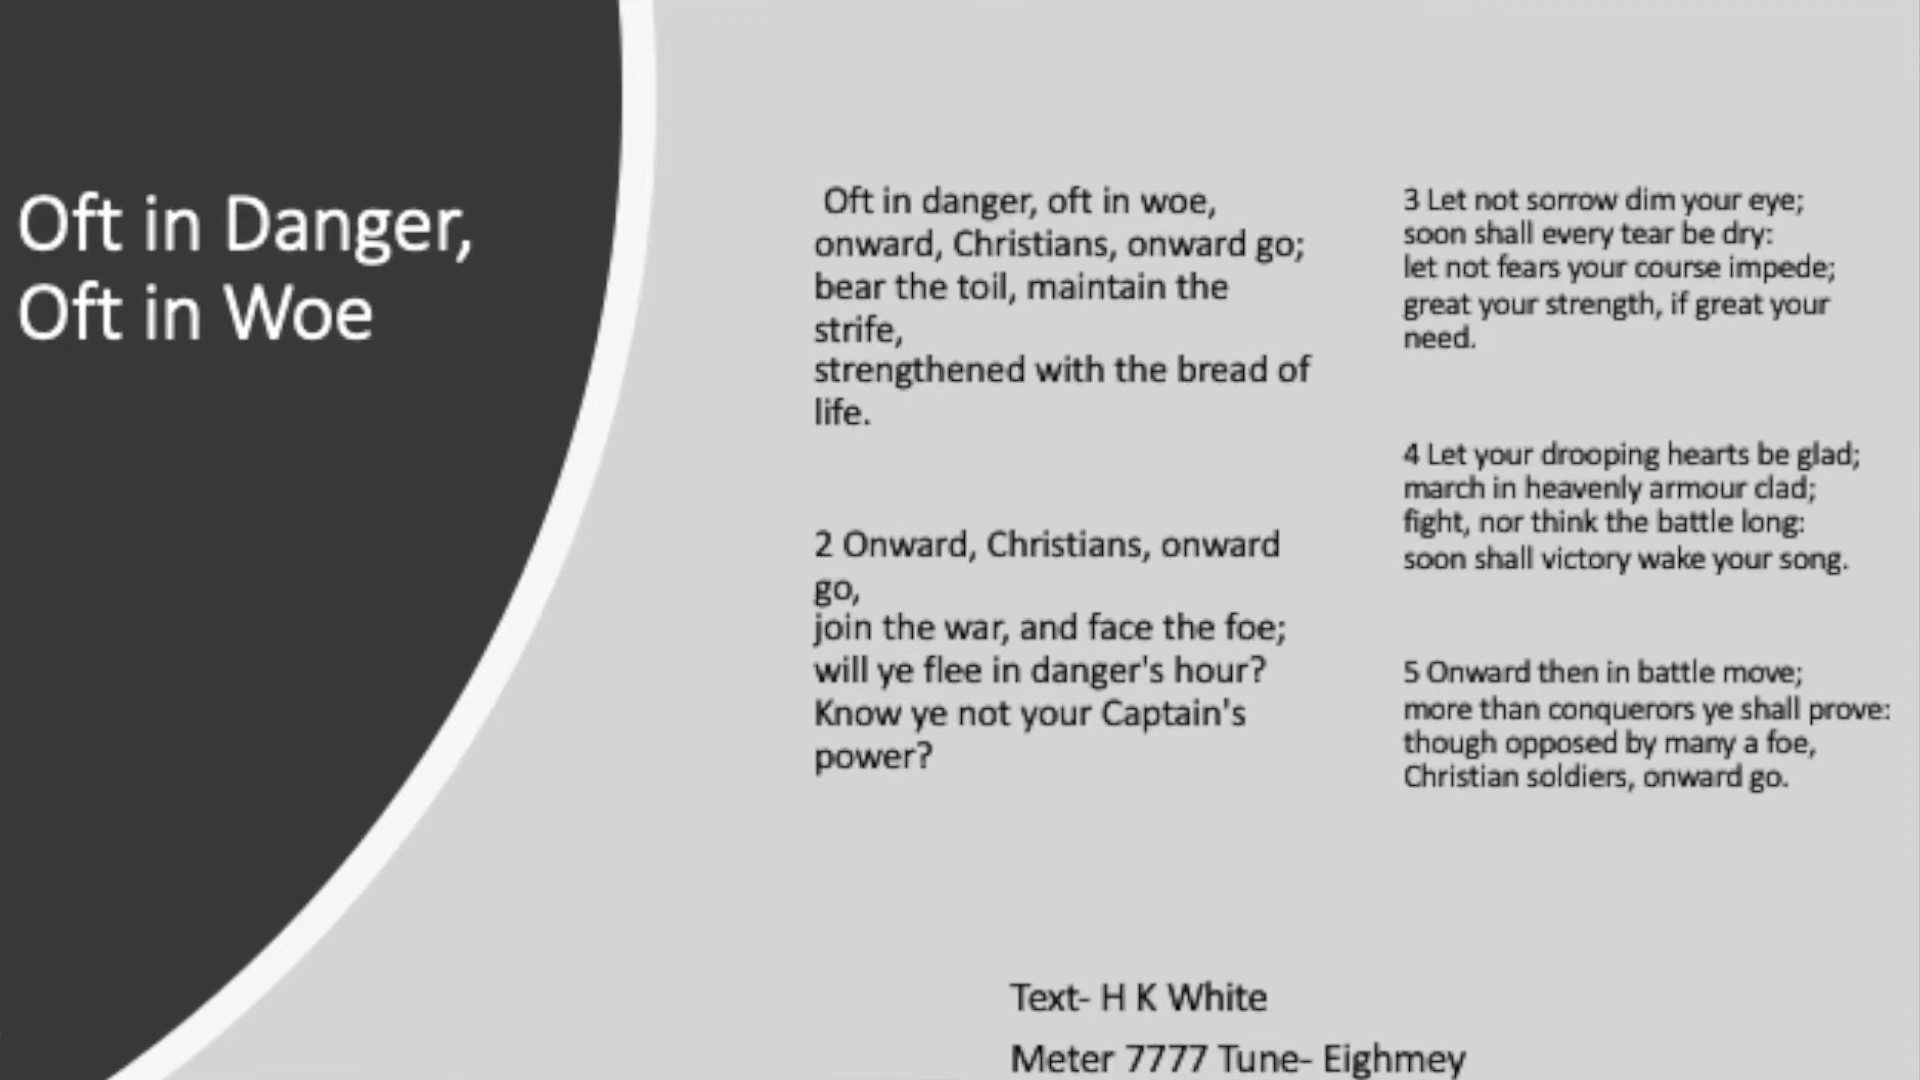 Oft in Danger,
Oft in Woe
Oft in danger, oft in woe,
onward, Christians, onward go;
bear the toil, maintain the
strife,
strengthened with the bread of
life.
2 Onward, Christians, onward
go,
join the war, and face the foe;
will ye flee in danger's hour?
Know ye not your Captain's
power?
3 Let not sorrow dim your eye;
soon shall every tear be dry:
let not fears your course impede;
great your strength, if great your
need.
4 Let your drooping hearts be glad;
march in heavenly armour clad;
fight, nor think the battle long:
soon shall victory wake your song.
5 Onward then in battle move;
more than conquerors ye shall prove:
though opposed by many a foe,
Christian soldiers, onward go.
Text- H K White
Meter 7777 Tune- Eighmey